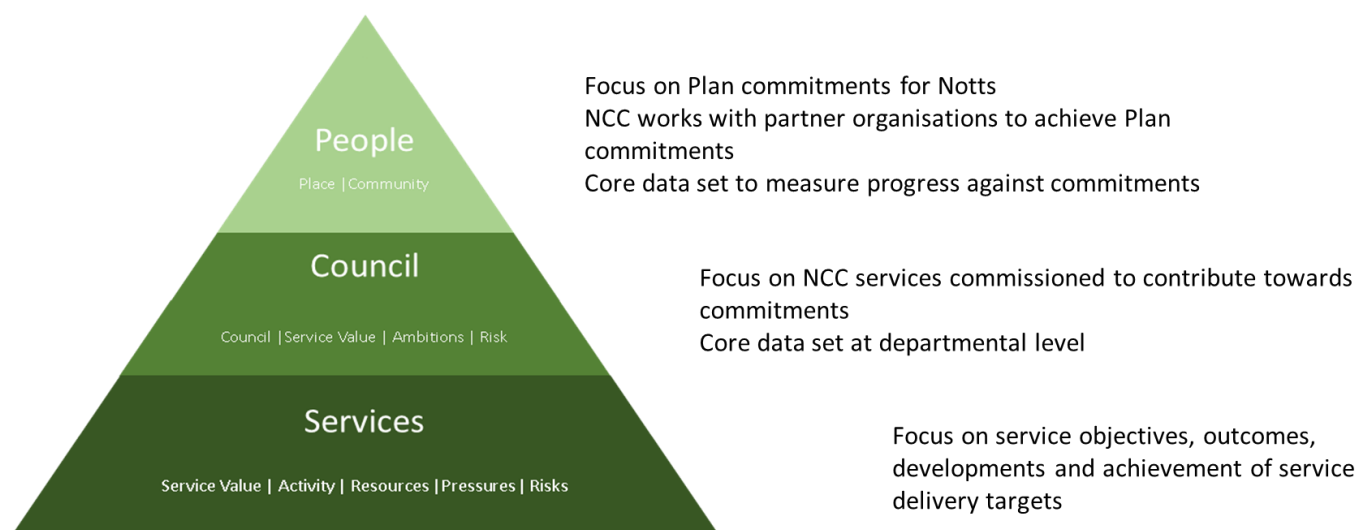 People
Place |Community
Focus on Plan commitments for Notts
NCC works with partner organisations to achieve Plan
commitments
Core data set to measure progress against commitments
Council
Council |Service Value | Ambitions | Risk
Focus on NCC services commissioned to contribute towards
commitments
Core data set at departmental level
Services
Service Value | Activity | Resources |Pressures | Risks
Focus on service objectives, outcomes,
developments and achievement of service
delivery targets